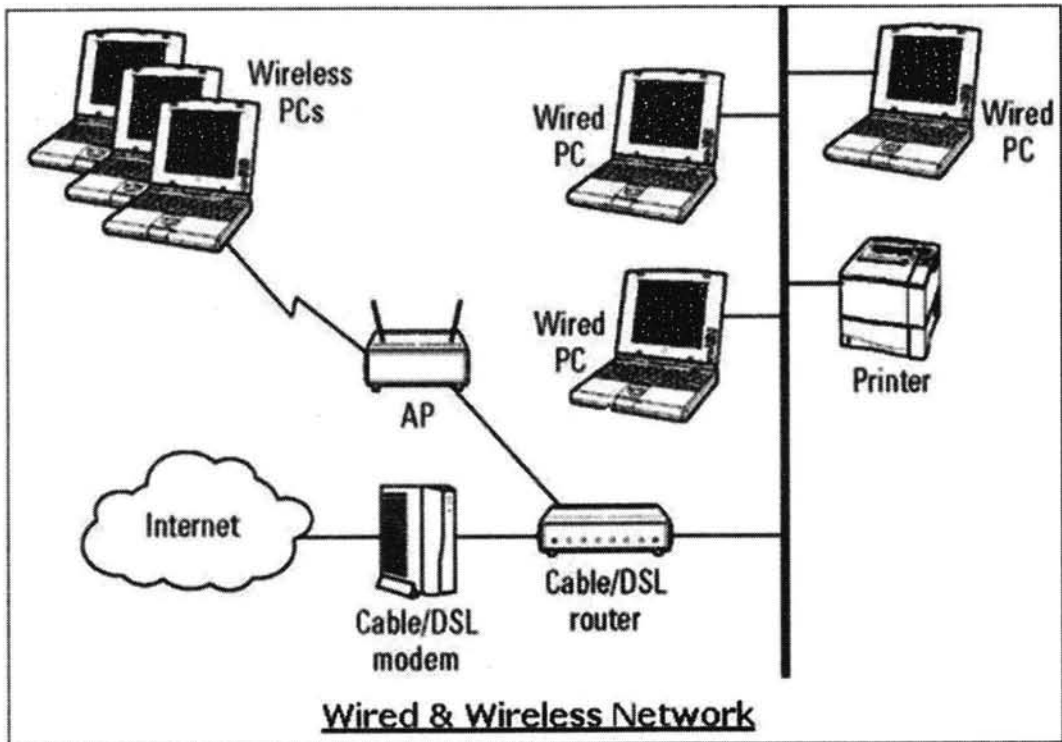 Wireless
PCs
Wired
PC
Wired
PC
Wired
PC
Printer
AP
Internet
Cable/DSL
modem
Cable/DSL
router
Wired & Wireless Network